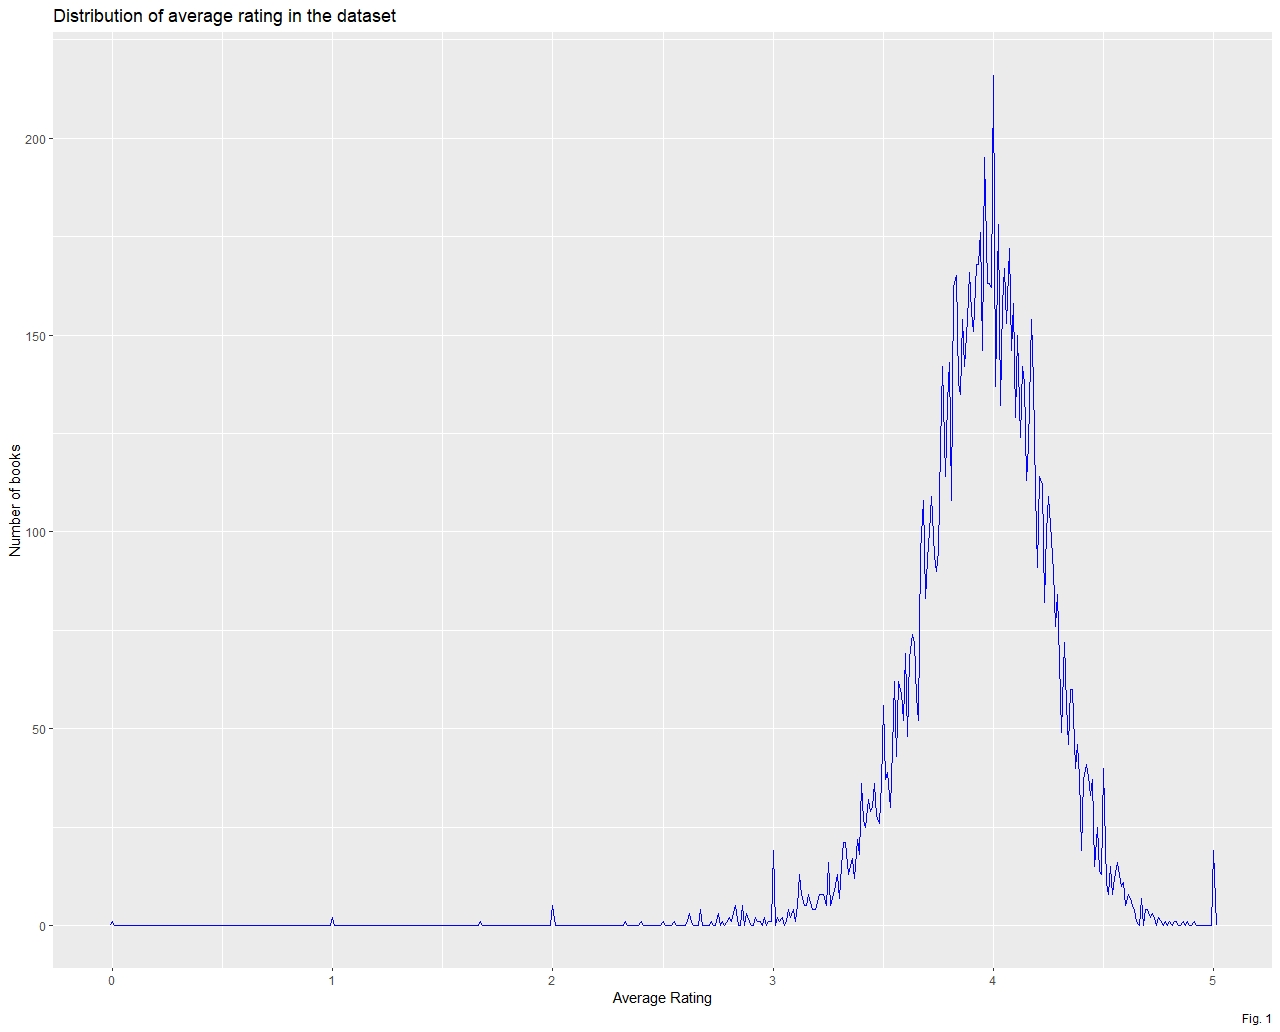 Distribution of average rating in the dataset
Number of books
200
150
100
50
0
0 1 2 3 4 5
Average Rating
Fig. 1